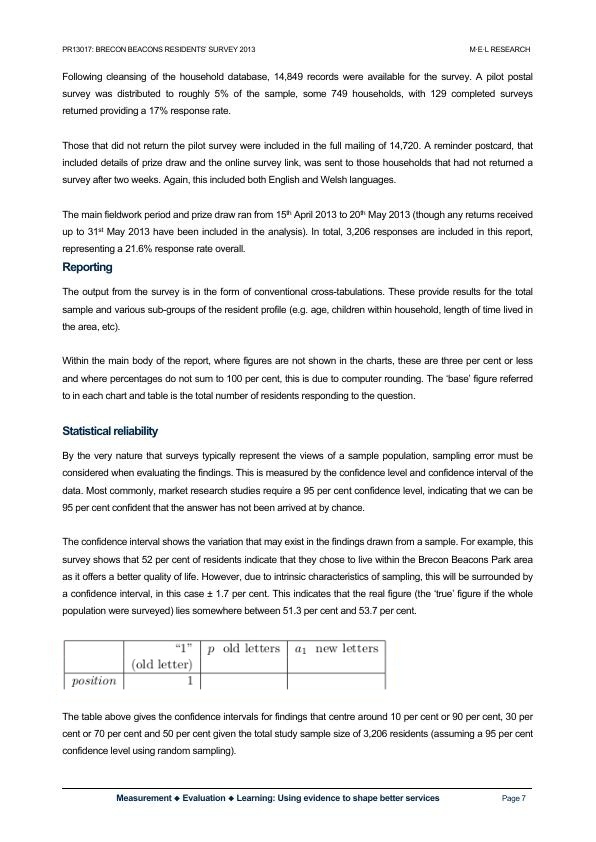 PR13017: BRECON BEACONS RESIDENTS' SURVEY 2013 M·E·L RESEARCH
Following cleansing of the household database, 14,849 records were available for the survey. A pilot postal
survey was distributed to roughly 5% of the sample, some 749 households, with 129 completed surveys
returned providing a 17% response rate.
Those that did not return the pilot survey were included in the full mailing of 14,720. A reminder postcard, that
included details of prize draw and the online survey link, was sent to those households that had not returned a
survey after two weeks. Again, this included both English and Welsh languages.
The main fieldwork period and prize draw ran from 15th April 2013 to 20th May 2013 (though any returns received
up to 31st May 2013 have been included in the analysis). In total, 3,206 responses are included in this report,
representing a 21.6% response rate overall.
Reporting
The output from the survey is in the form of conventional cross-tabulations. These provide results for the total
sample and various sub-groups of the resident profile (e.g. age, children within household, length of time lived in
the area, etc).
Within the main body of the report, where figures are not shown in the charts, these are three per cent or less
and where percentages do not sum to 100 per cent, this is due to computer rounding. The 'base' figure referred
to in each chart and table is the total number of residents responding to the question.
Statistical reliability
By the very nature that surveys typically represent the views of a sample population, sampling error must be
considered when evaluating the findings. This is measured by the confidence level and confidence interval of the
data. Most commonly, market research studies require a 95 per cent confidence level, indicating that we can be
95 per cent confident that the answer has not been arrived at by chance.
The confidence interval shows the variation that may exist in the findings drawn from a sample. For example, this
survey shows that 52 per cent of residents indicate that they chose to live within the Brecon Beacons Park area
as it offers a better quality of life. However, due to intrinsic characteristics of sampling, this will be surrounded by
a confidence interval, in this case ± 1.7 per cent. This indicates that the real figure (the 'true' figure if the whole
population were surveyed) lies somewhere between 51.3 per cent and 53.7 per cent.
"1" p old letters a1 new letters
(old letter)
position 1
The table above gives the confidence intervals for findings that centre around 10 per cent or 90 per cent, 30 per
cent or 70 per cent and 50 per cent given the total study sample size of 3,206 residents (assuming a 95 per cent
confidence level using random sampling).
Measurement ◆ Evaluation ◆ Learning: Using evidence to shape better services Page 7